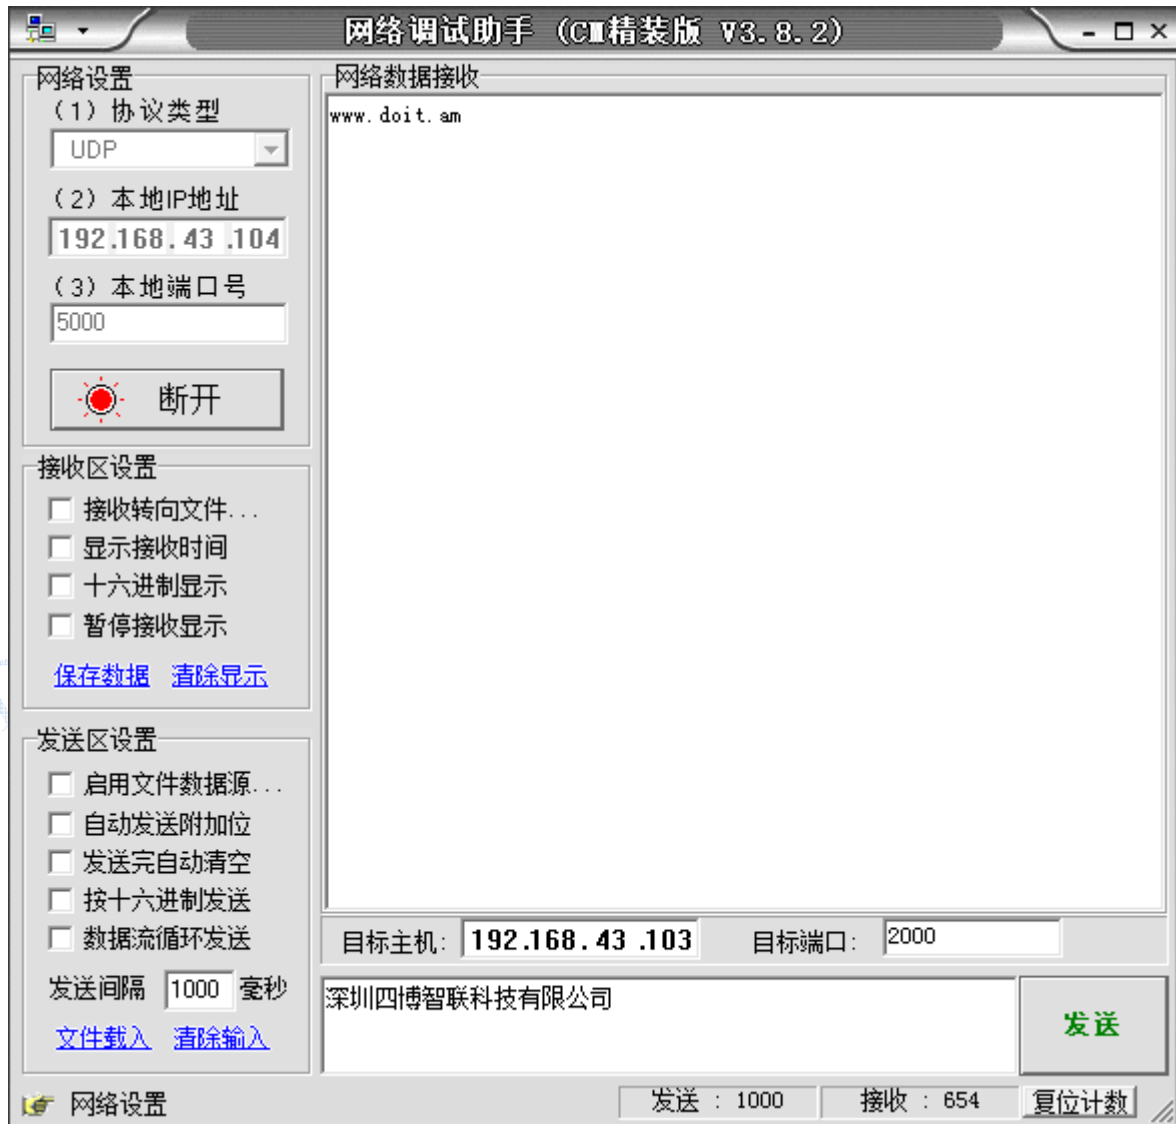 网络调试助手 (CM精装版 V3.8.2)
网络设置
(1) 协议类型
UDP
(2) 本地IP地址
192.168.43.104
(3) 本地端口号
5000
断开
接收区设置
接收转向文件...
显示接收时间
十六进制显示
暂停接收显示
保存数据 清除显示
发送区设置
启用文件数据源...
自动发送附加位
发送完自动清空
按十六进制发送
数据流循环发送
发送间隔 1000 毫秒
文件载入 清除输入
网络数据接收
www.doit.am
目标主机: 192.168.43.103 目标端口: 2000
深圳四博智联科技有限公司
发送
网络设置
发送 : 1000 接收 : 654 复位计数